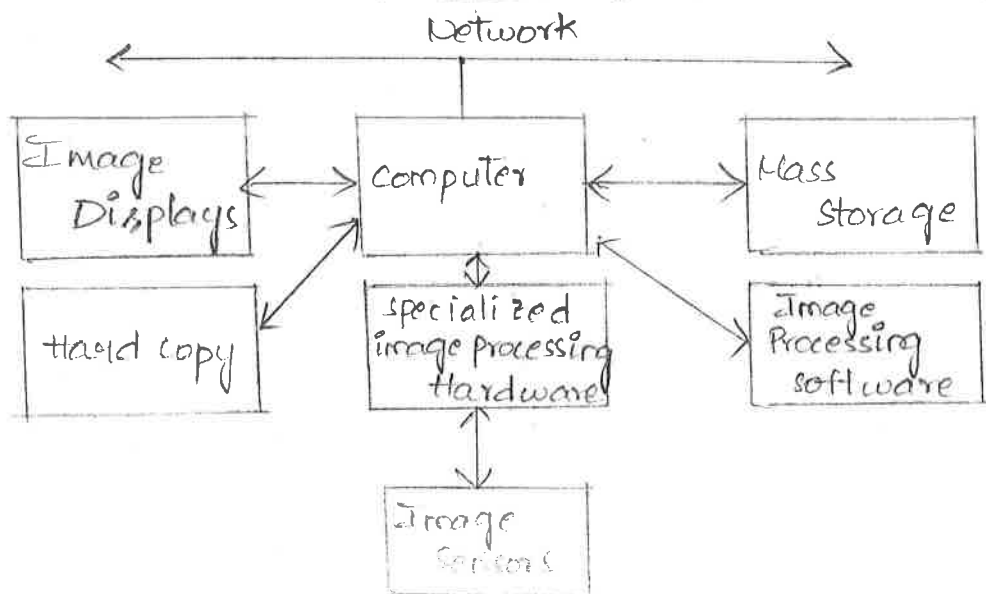 Network
Image
Displays
Computer
Mass
Storage
Hard copy
specialized
image processing
Hardware
Image
Processing
software
Image
Sensors